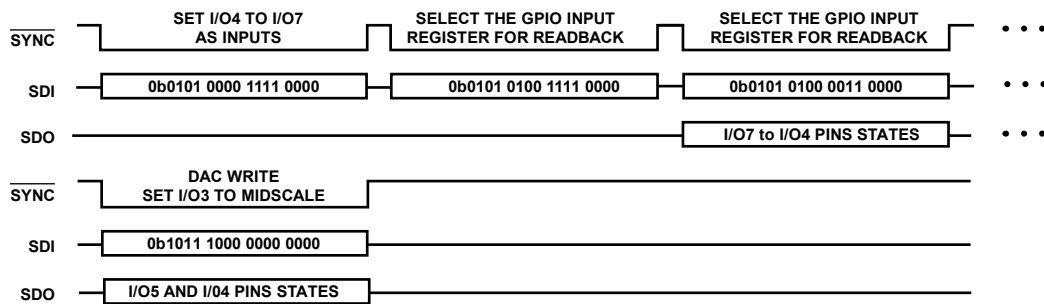 SET I/O4 TO I/O7 SELECT THE GPIO INPUT SELECT THE GPIO INPUT
SYNC AS INPUTS REGISTER FOR READBACK REGISTER FOR READBACK
SDI 0b0101 0000 1111 0000 0b0101 0100 1111 0000 0b0101 0100 0011 0000
SDO I/O7 to I/O4 PINS STATES
DAC WRITE
SYNC SET I/O3 TO MIDSCALE
SDI 0b1011 1000 0000 0000
SDO I/O5 AND I/04 PINS STATES